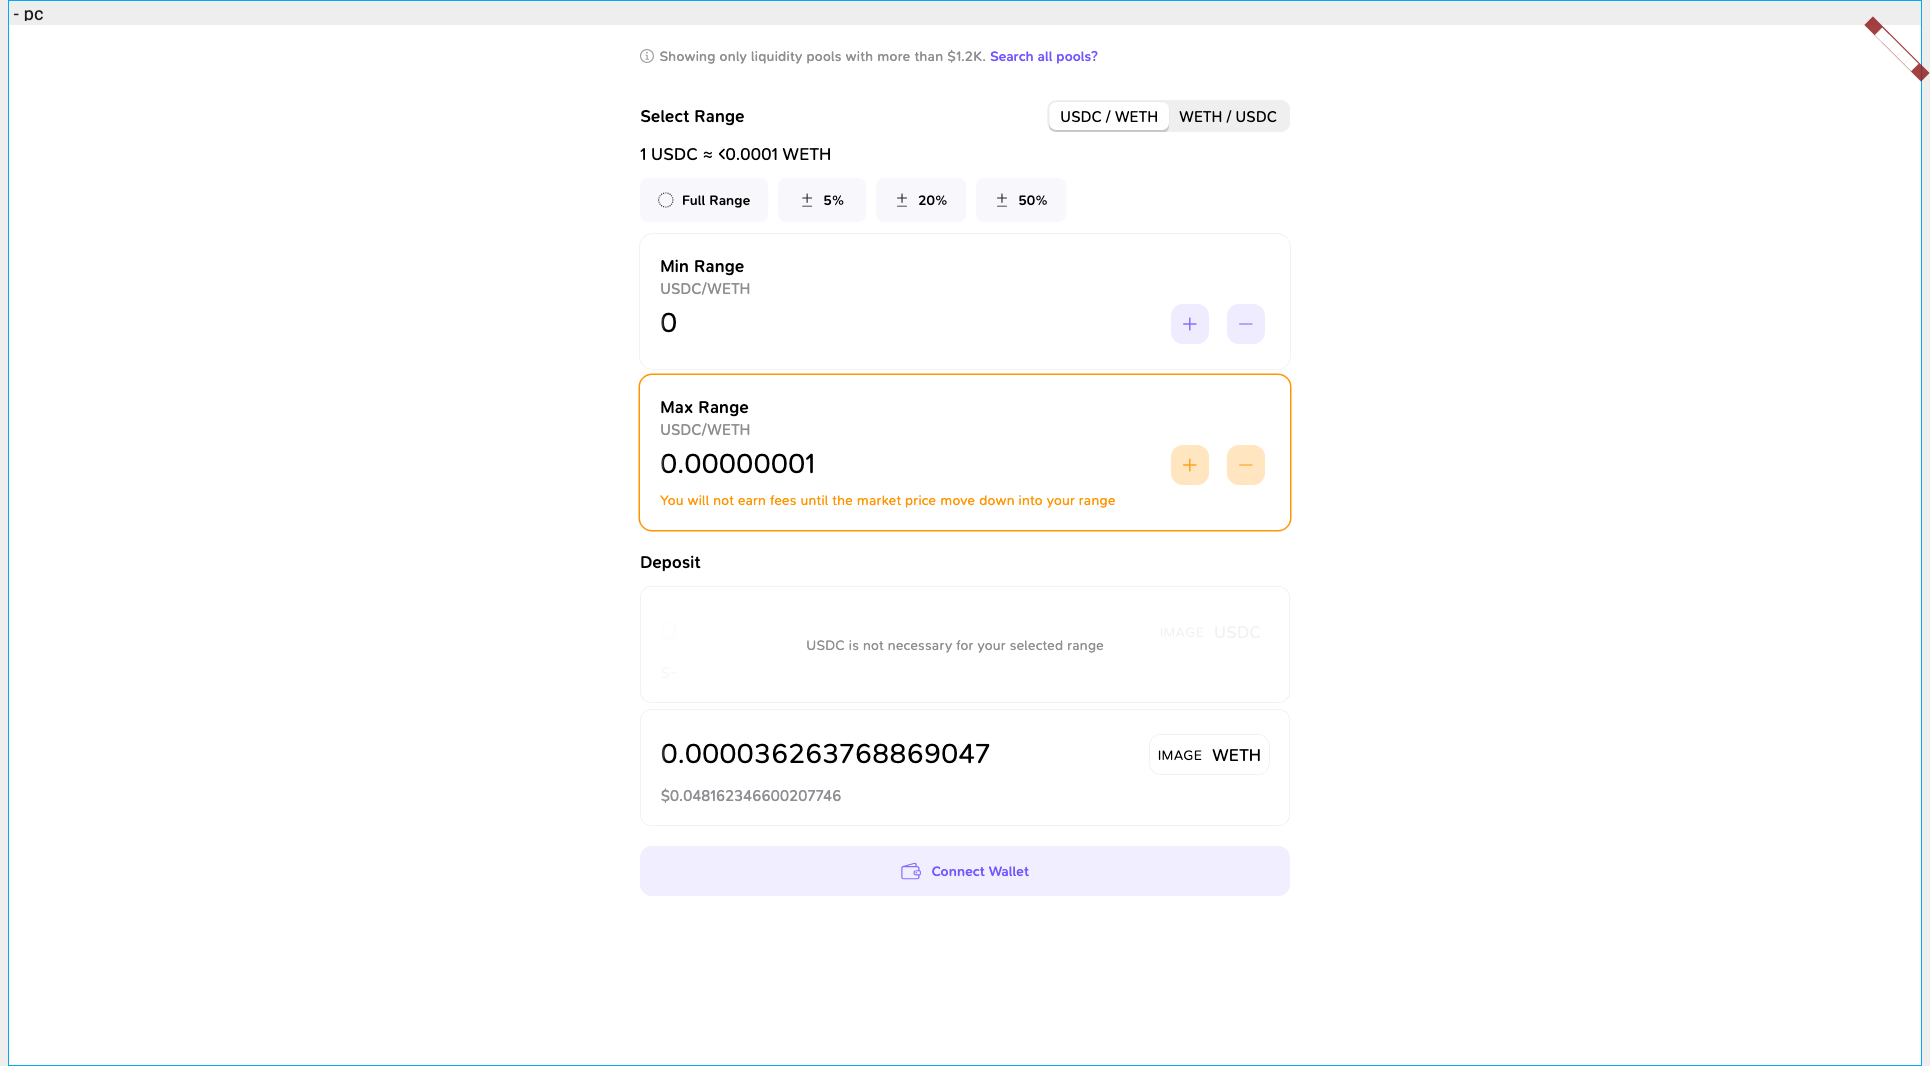 - pc
Showing only liquidity pools with more than $1.2K. Search all pools?
Select Range
USDC / WETH WETH / USDC
1 USDC ≈ <0.0001 WETH
Full Range
± 5%
± 20%
± 50%
Min Range
USDC/WETH
0
+ −
Max Range
USDC/WETH
0.00000001
+ −
You will not earn fees until the market price move down into your range
Deposit
0
IMAGE USDC
USDC is not necessary for your selected range
0.000036263768869047
IMAGE WETH
$0.048162346600207746
Connect Wallet